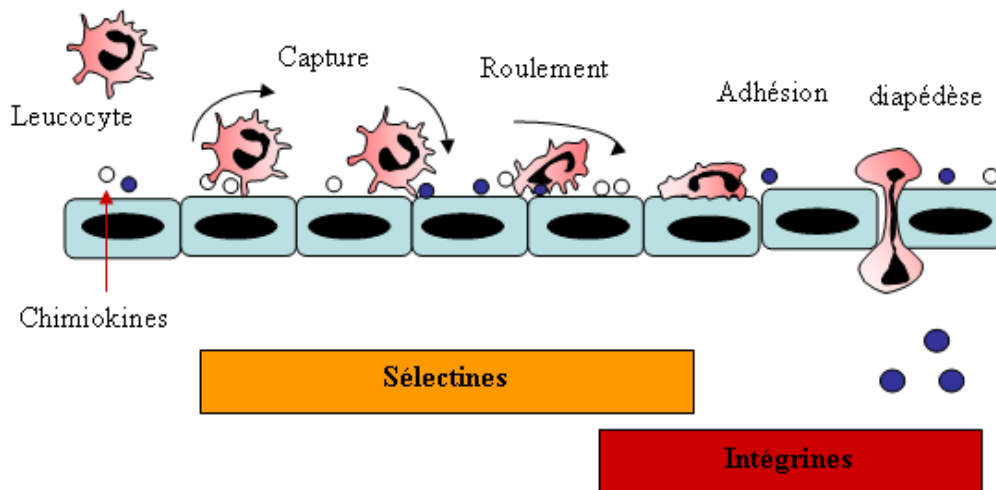 Capture
Roulement
Adhésion
diapédèse
Leucocyte
Chimiokines
Sélectines
Intégrines